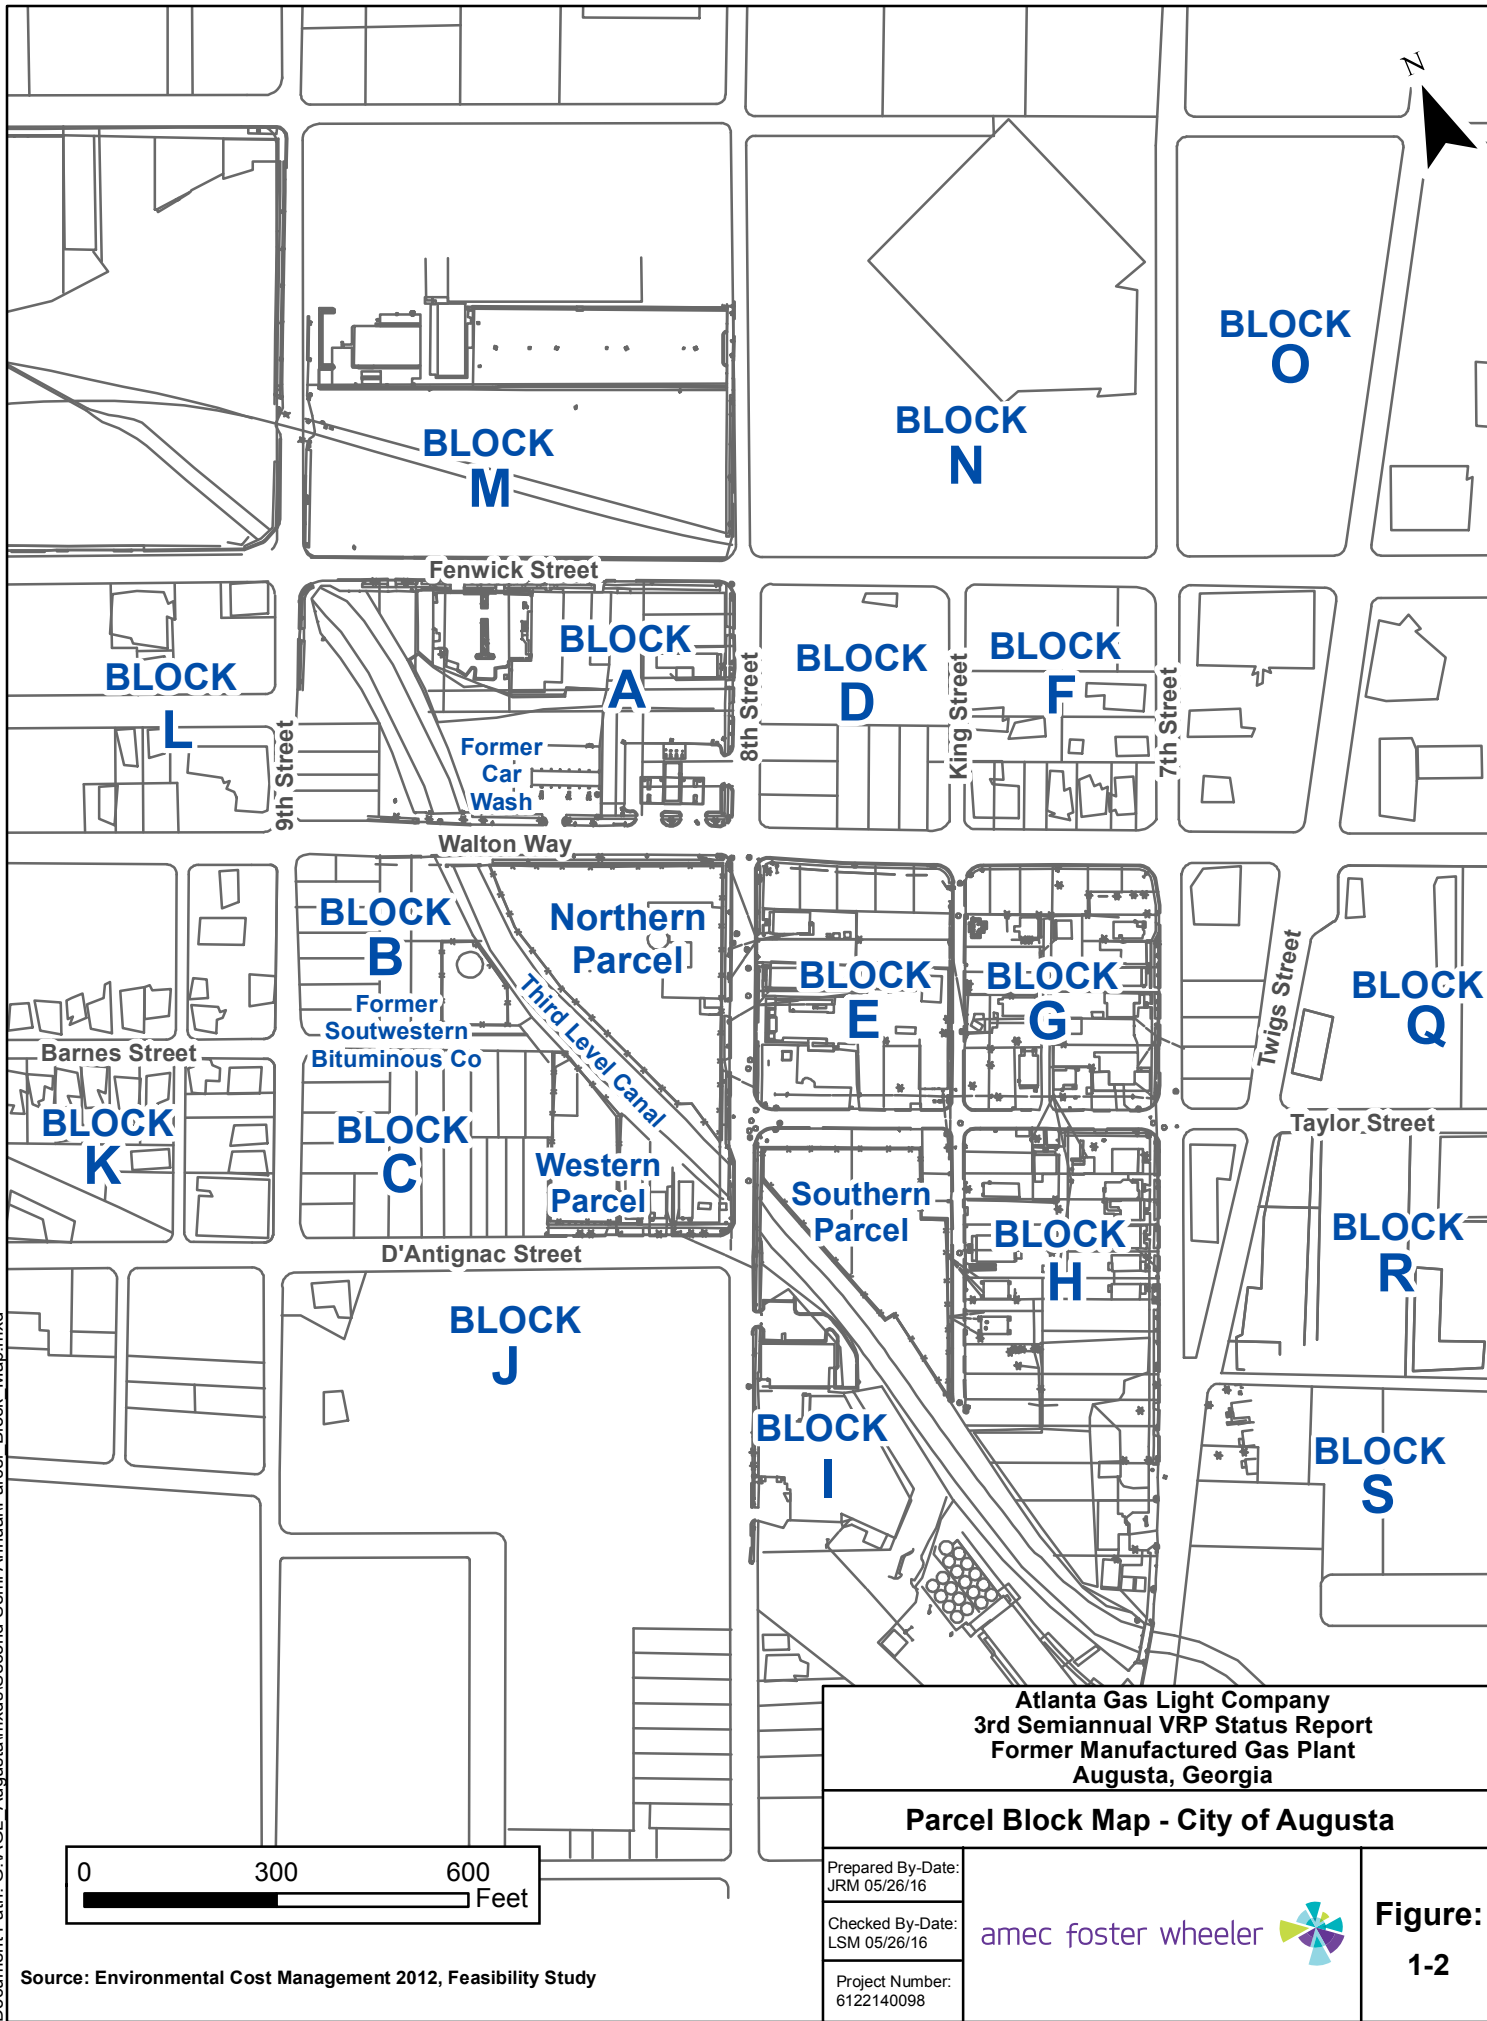 N
BLOCK
O
BLOCK
N
BLOCK
M
Fenwick Street
BLOCK
A
BLOCK
D
BLOCK
F
BLOCK
L
9th Street
8th Street
King Street
7th Street
Former
Car
Wash
Walton Way
BLOCK
B
Northern
Parcel
BLOCK
E
BLOCK
G
BLOCK
Q
Twigs Street
Former
Soutwestern
Bituminous Co
Third Level Canal
Barnes Street
BLOCK
K
BLOCK
C
Western
Parcel
Taylor Street
Southern
Parcel
BLOCK
H
BLOCK
R
D'Antignac Street
BLOCK
J
BLOCK
I
BLOCK
S
Atlanta Gas Light Company
3rd Semiannual VRP Status Report
Former Manufactured Gas Plant
Augusta, Georgia
Parcel Block Map - City of Augusta
Prepared By-Date:
JRM 05/26/16
Checked By-Date:
LSM 05/26/16
Project Number:
6122140098
amec foster wheeler
Figure:
1-2
0 300 600
Feet
Source: Environmental Cost Management 2012, Feasibility Study